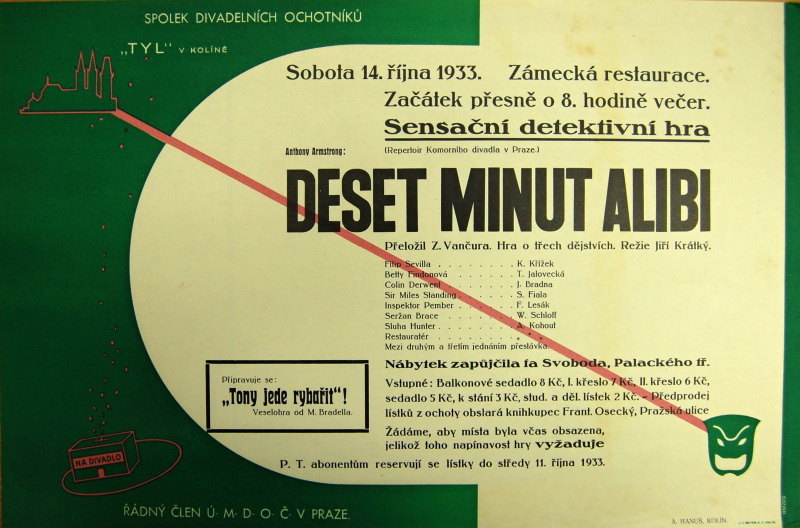 SPOLEK DIVADELNÍCH OCHOTNÍKŮ
„TYL" V KOLÍNĚ
Sobota 14. října 1933. Zámecká restaurace.
Začátek přesně o 8. hodině večer.
Sensační detektivní hra
Anthony Armstrong: (Repertoir Komorního divadla v Praze.)
DESET MINUT ALIBI
Přeložil Z. Vančura. Hra o třech dějstvích. Režie Jiří Krátký.
Filip Sevilla . . . . . . . . K. Křížek
Betty Findonová . . . . . . . T. Jalovecká
Colin Derwent . . . . . . . J. Bradna
Sir Miles Standing . . . . . . S. Fiala
Inspektor Pember . . . . . . . F. Lesák
Seržan Brace . . . . . . . . W. Schloff
Sluha Hunter . . . . . . . . A. Kohout
Restauratér . . . . . . . . * * *
Mezi druhým a třetím jednáním přestávka.
Nábytek zapůjčila fa Svoboda, Palackého tř.
Vstupné: Balkonové sedadlo 8 Kč, I. křeslo 7 Kč, II. křeslo 6 Kč,
sedadlo 5 Kč, k stání 3 Kč, stud. a děl. lístek 2 Kč. - Předprodej
lístků z ochoty obstará knihkupec Frant. Osecký, Pražská ulice
Žádáme, aby místa byla včas obsazena,
jelikož toho napínavost hry vyžaduje
P. T. abonentům reservují se lístky do středy 11. října 1933.
Připravuje se:
„Tony jede rybařit"!
Veselohra od M. Bradella.
NA DIVADLO
ŘÁDNÝ ČLEN Ú· M· D· O· Č· V PRAZE.
A. HANUŠ, KOLÍN.